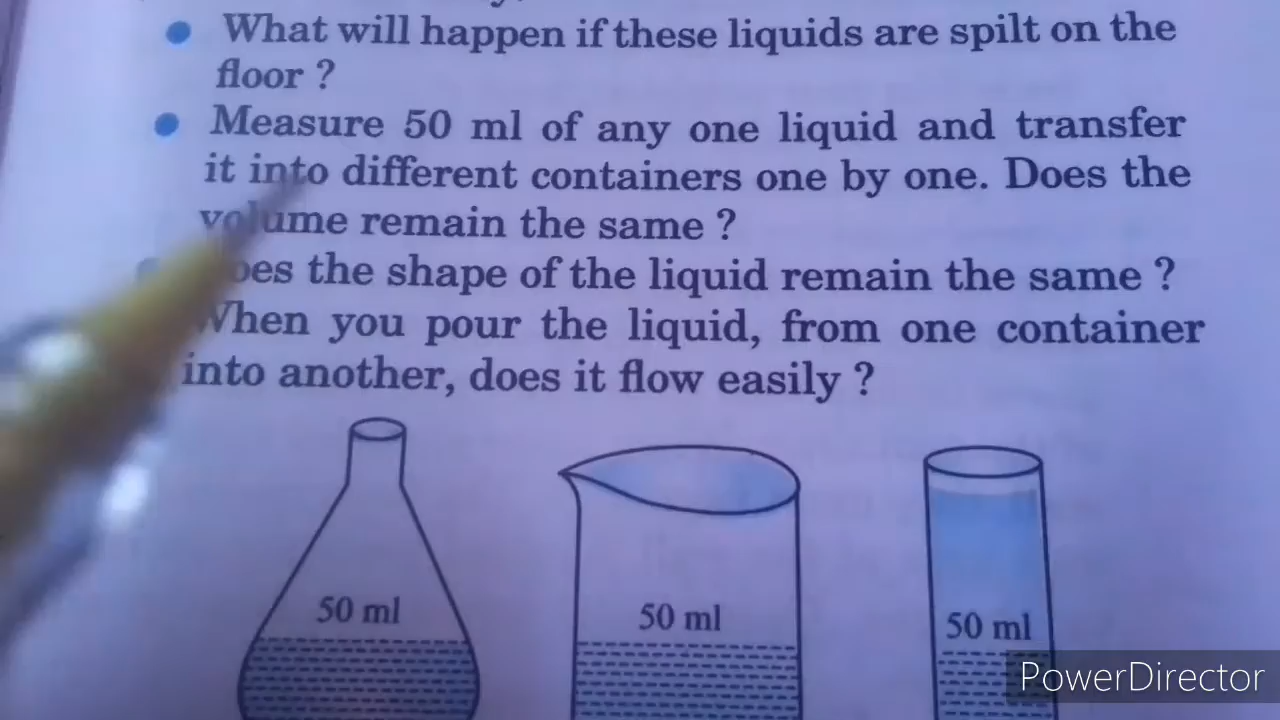 What will happen if these liquids are spilt on the
floor ?
Measure 50 ml of any one liquid and transfer
it into different containers one by one. Does the
volume remain the same ?
Does the shape of the liquid remain the same ?
When you pour the liquid, from one container
into another, does it flow easily ?
50 ml
50 ml
50 ml
PowerDirector